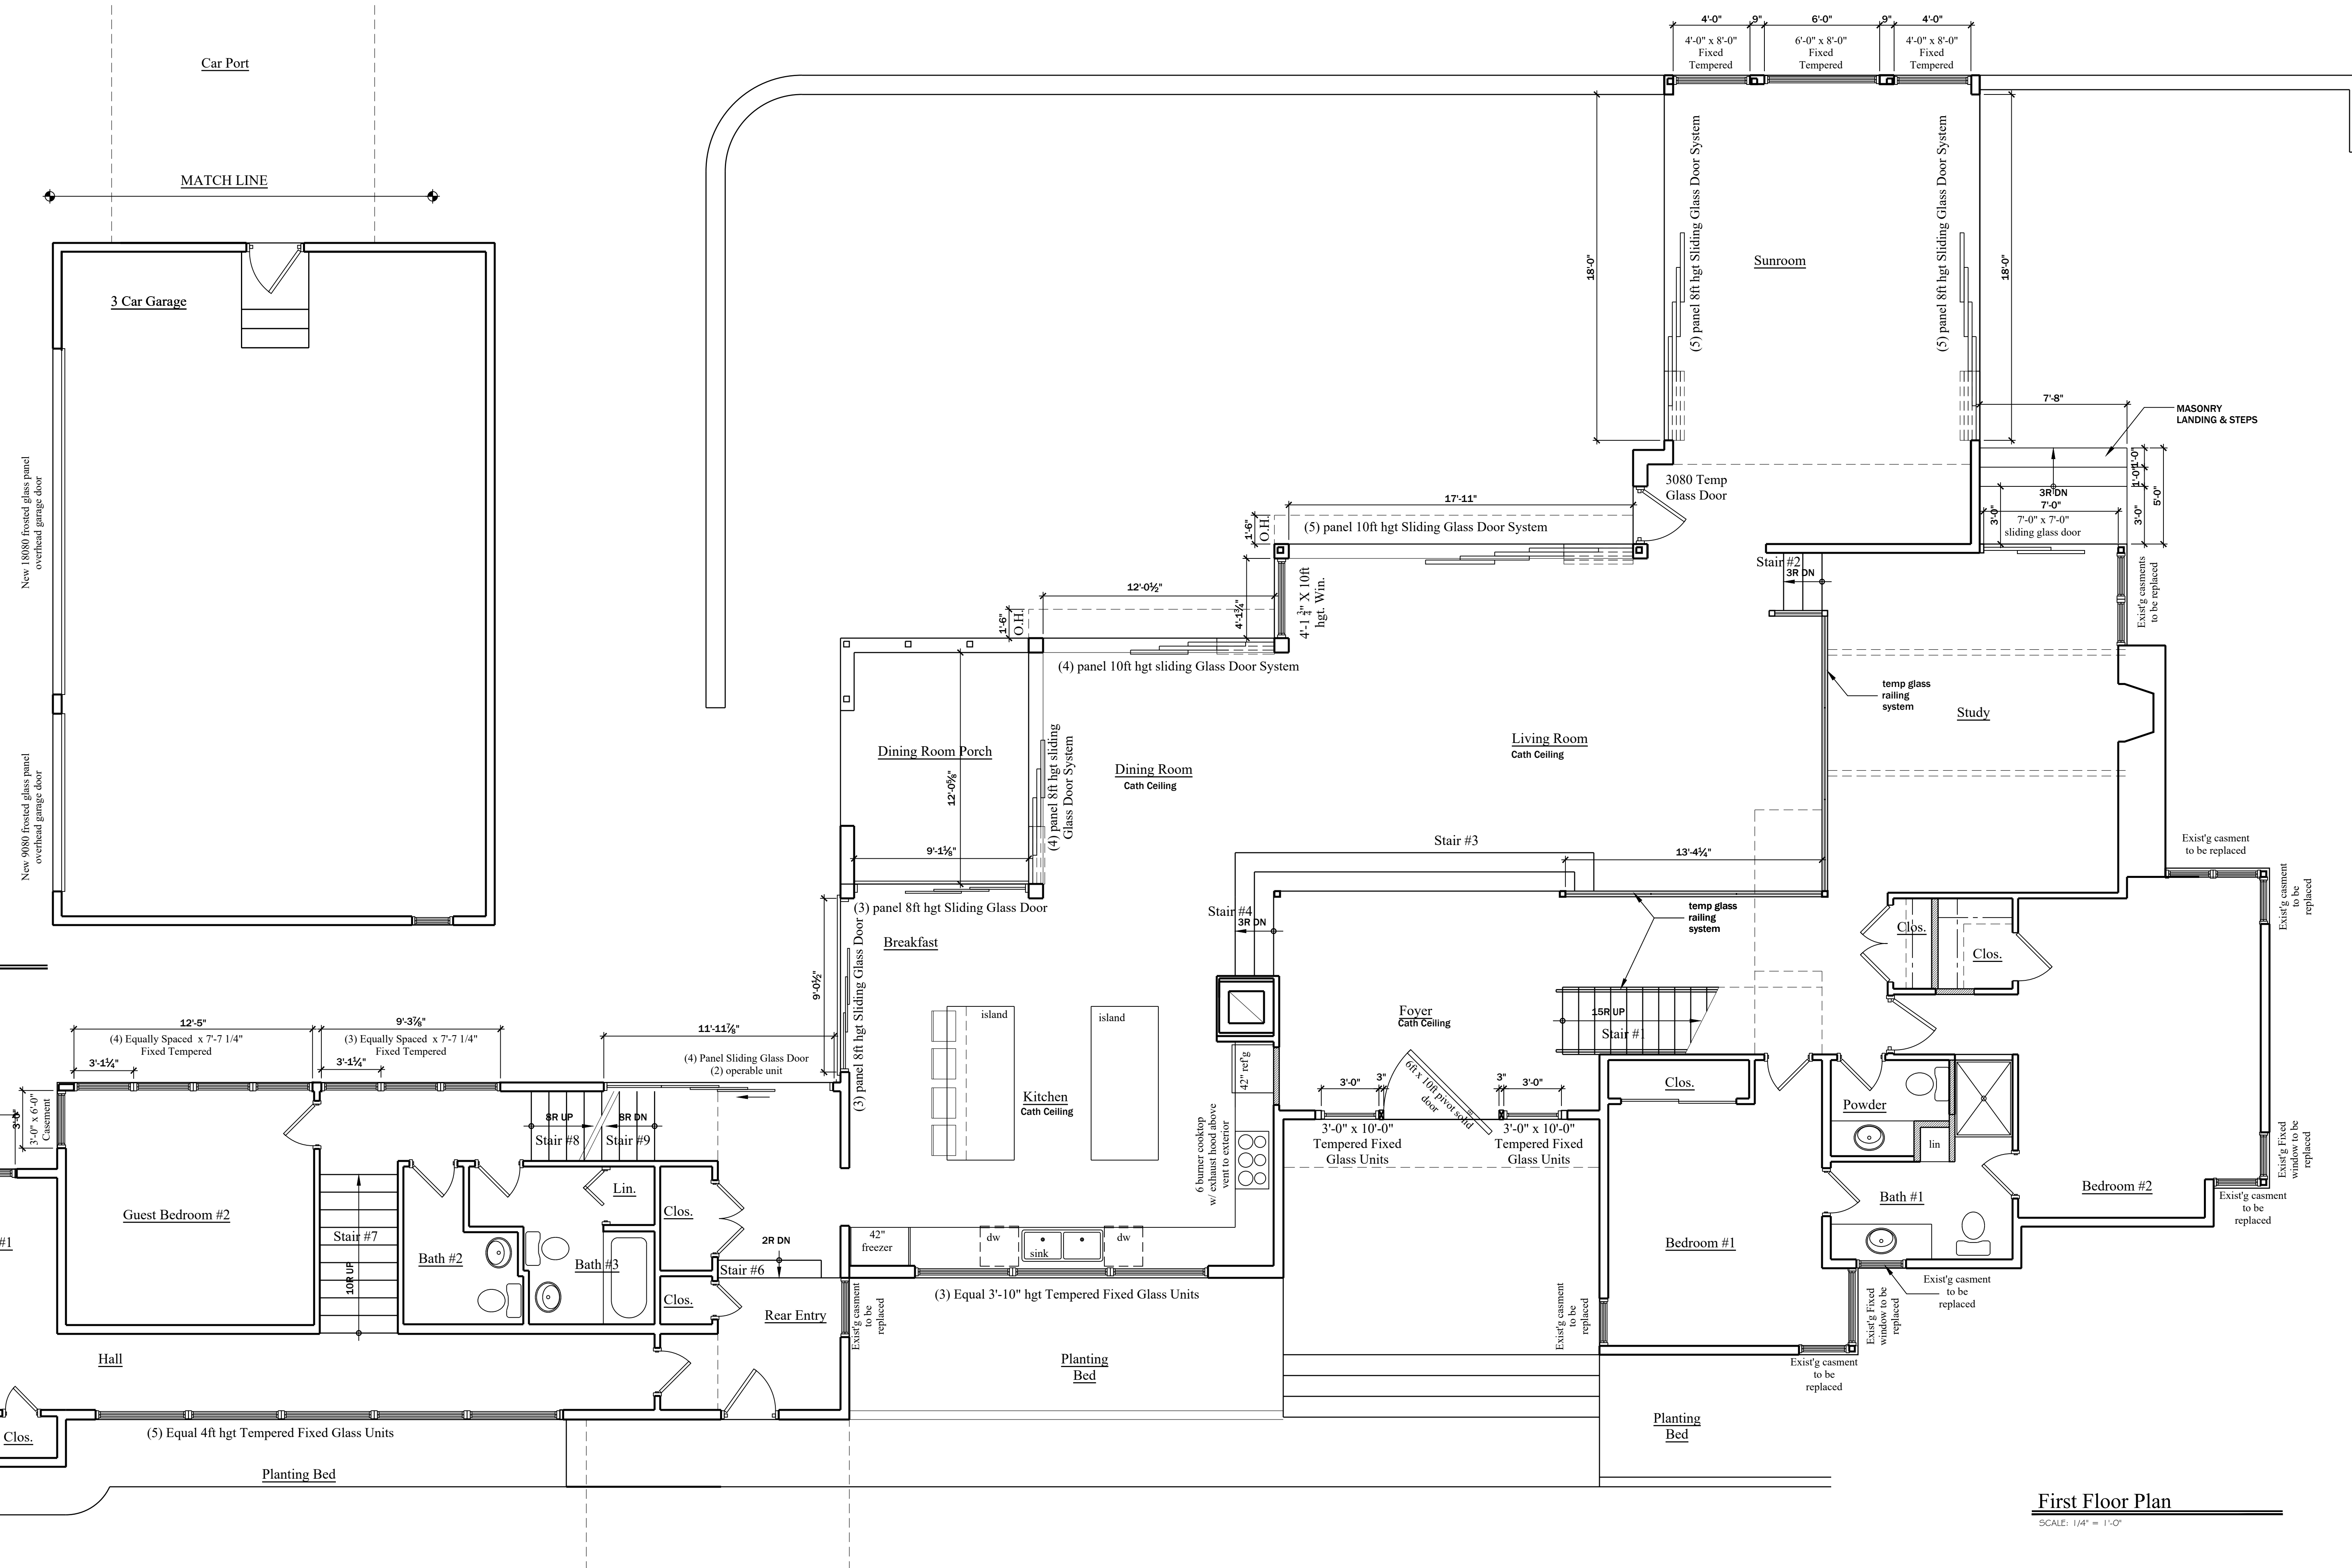 4'-0"
9"
6'-0"
9"
4'-0"
4'-0" x 8'-0"
Fixed
Tempered
6'-0" x 8'-0"
Fixed
Tempered
4'-0" x 8'-0"
Fixed
Tempered
Car Port
MATCH LINE
3 Car Garage
New 18080 frosted glass panel
overhead garage door
New 9080 frosted glass panel
overhead garage door
18'-0"
(5) panel 8ft hgt Sliding Glass Door System
Sunroom
(5) panel 8ft hgt Sliding Glass Door System
18'-0"
7'-8"
MASONRY
LANDING & STEPS
1'-0"
1'-0"
3'-0"
5'-0"
3R DN
7'-0"
3'-0"
7'-0" x 7'-0"
sliding glass door
3080 Temp
Glass Door
17'-11"
1'-6"
O.H.
(5) panel 10ft hgt Sliding Glass Door System
Stair #2
3R DN
Exist'g casments
to be replaced
12'-0½"
4'-1¾"
4'-1 3/4" X 10ft
hgt. Win.
1'-6"
O.H.
(4) panel 10ft hgt sliding Glass Door System
temp glass
railing
system
Study
Dining Room Porch
12'-0⅝"
(4) panel 8ft hgt sliding
Glass Door System
Dining Room
Cath Ceiling
Living Room
Cath Ceiling
9'-1⅛"
Stair #3
13'-4¼"
Exist'g casment
to be replaced
Exist'g casment
to be
replaced
(3) panel 8ft hgt Sliding Glass Door
Stair #4
3R DN
temp glass
railing
system
Clos.
Clos.
Breakfast
9'-0½"
(3) panel 8ft hgt Sliding Glass Door
island
island
Kitchen
Cath Ceiling
Foyer
Cath Ceiling
15R UP
Stair #1
42" ref'g
6 burner cooktop
w/ exhaust hood above
vent to exterior
3'-0"
3"
6ft x 10ft pivot solid
door
3"
3'-0"
3'-0" x 10'-0"
Tempered Fixed
Glass Units
3'-0" x 10'-0"
Tempered Fixed
Glass Units
Clos.
Powder
lin
Bath #1
Bedroom #1
Bedroom #2
Exist'g Fixed
window to be
replaced
Exist'g casment
to be
replaced
Exist'g casment
to be
replaced
Exist'g Fixed
window to be
replaced
Exist'g casment
to be
replaced
Exist'g casment
to be
replaced
12'-5"
(4) Equally Spaced x 7'-7 1/4"
Fixed Tempered
3'-1¼"
9'-3⅞"
(3) Equally Spaced x 7'-7 1/4"
Fixed Tempered
3'-1¼"
11'-11⅞"
(4) Panel Sliding Glass Door
(2) operable unit
3'-0"
3'-0" x 6'-0"
Casement
8R UP
8R DN
Stair #8
Stair #9
Lin.
Clos.
Guest Bedroom #2
Stair #7
10R UP
Bath #2
Bath #3
2R DN
Stair #6
Clos.
Rear Entry
Exist'g casment
to be
replaced
42"
freezer
dw
sink
dw
(3) Equal 3'-10" hgt Tempered Fixed Glass Units
#1
Hall
Clos.
(5) Equal 4ft hgt Tempered Fixed Glass Units
Planting Bed
Planting
Bed
Planting
Bed
First Floor Plan
SCALE: 1/4" = 1'-0"